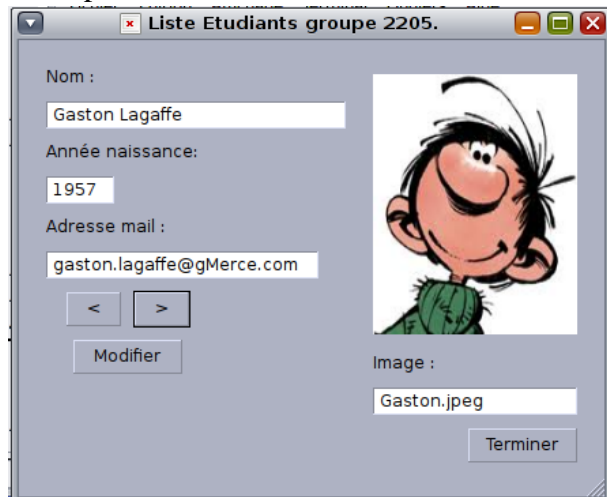 Liste Etudiants groupe 2205.
Nom :
Gaston Lagaffe
Année naissance:
1957
Adresse mail :
gaston.lagaffe@gMerce.com
< >
Modifier
Image :
Gaston.jpeg
Terminer